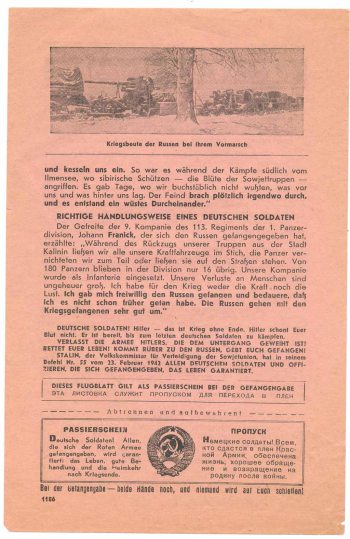 Kriegsbeute der Russen bei ihrem Vormarsch
und kesseln uns ein. So war es während der Kämpfe südlich vom
Ilmensee, wo sibirische Schützen — die Blüte der Sowjettruppen —
angriffen. Es gab Tage, wo wir buchstäblich nicht wußten, was vor
uns und was hinter uns lag. Der Feind brach plötzlich irgendwo durch,
und es entstand ein wüstes Durcheinander."
RICHTIGE HANDLUNGSWEISE EINES DEUTSCHEN SOLDATEN
Der Gefreite der 9. Kompanie des 113. Regiments der 1. Panzer-
division, Johann Franick, der sich den Russen gefangengegeben hat,
erzählte: „Während des Rückzugs unserer Truppen aus der Stadt
Kalinin ließen wir alle unsere Kraftfahrzeuge im Stich, die Panzer ver-
nichteten wir zum Teil oder ließen sie auf den Straßen stehen. Von
180 Panzern blieben in der Division nur 16 übrig. Unsere Kompanie
wurde als Infanterie eingesetzt. Unsere Verluste an Menschen sind
ungeheuer groß. Ich habe für den Krieg weder die Kraft noch die
Lust. Ich gab mich freiwillig den Russen gefangen und bedauere, daß
ich es nicht schon früher getan habe. Die Russen gehen mit den
Kriegsgefangenen sehr gut um."
DEUTSCHE SOLDATEN! Hitler — das ist Krieg ohne Ende. Hitler schont Euer
Blut nicht. Er ist bereit, bis zum letzten deutschen Soldaten zu kämpfen.
VERLASST DIE ARMEE HITLERS, DIE DEM UNTERGANG GEWEIHT IST!
RETTET EUER LEBEN! KOMMT RÜBER ZU DEN RUSSEN, GEBT EUCH GEFANGEN!
STALIN, der Volkskommissar für Verteidigung der Sowjetunion, hat in seinem
Befehl Nr. 55 vom 23. Februar 1942 ALLEN DEUTSCHEN SOLDATEN UND OFFI-
ZIEREN, DIE SICH GEFANGENGEBEN, DAS LEBEN GARANTIERT.
DIESES FLUGBLATT GILT ALS PASSIERSCHEIN BEI DER GEFANGENGABE
ЭТА ЛИСТОВКА СЛУЖИТ ПРОПУСКОМ ДЛЯ ПЕРЕХОДА В ПЛЕН
Abtrennen und aufbewahren!
PASSIERSCHEIN
Deutsche Soldaten! Allen,
die sich der Roten Armee
gefangengeben, wird garan-
tiert: das Leben, gute Be-
handlung und die Heimkehr
nach Kriegsende.
ПРОПУСК
Немецкие солдаты! Всем,
кто сдастся в плен Крас-
ной Армии, обеспечена
жизнь, хорошее обраще-
ние и возвращение на
родину после войны.
Bei der Gefangengabe — beide Hände hoch, und niemand wird auf Euch schießen!
1106